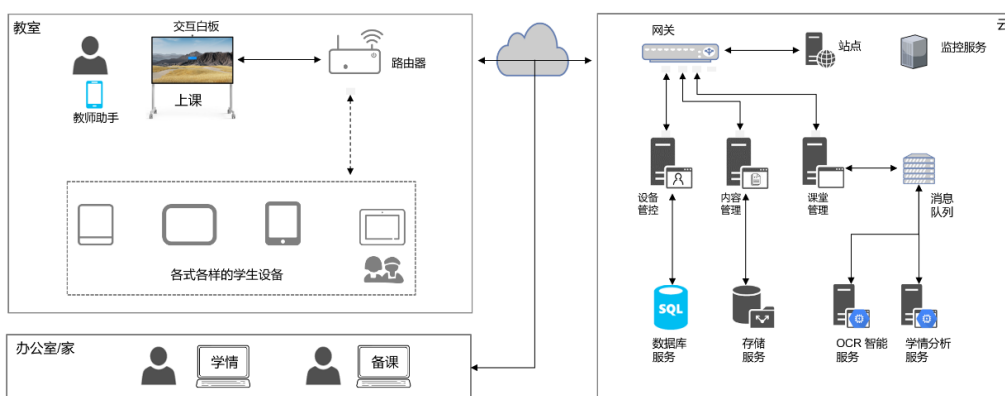 教室
交互白板
路由器
上课
教师助手
各式各样的学生设备
办公室/家
学情
备课
云
网关
站点
监控服务
设备
管控
内容
管理
课堂
管理
消息
队列
SQL
数据库
服务
存储
服务
OCR 智能
服务
学情分析
服务